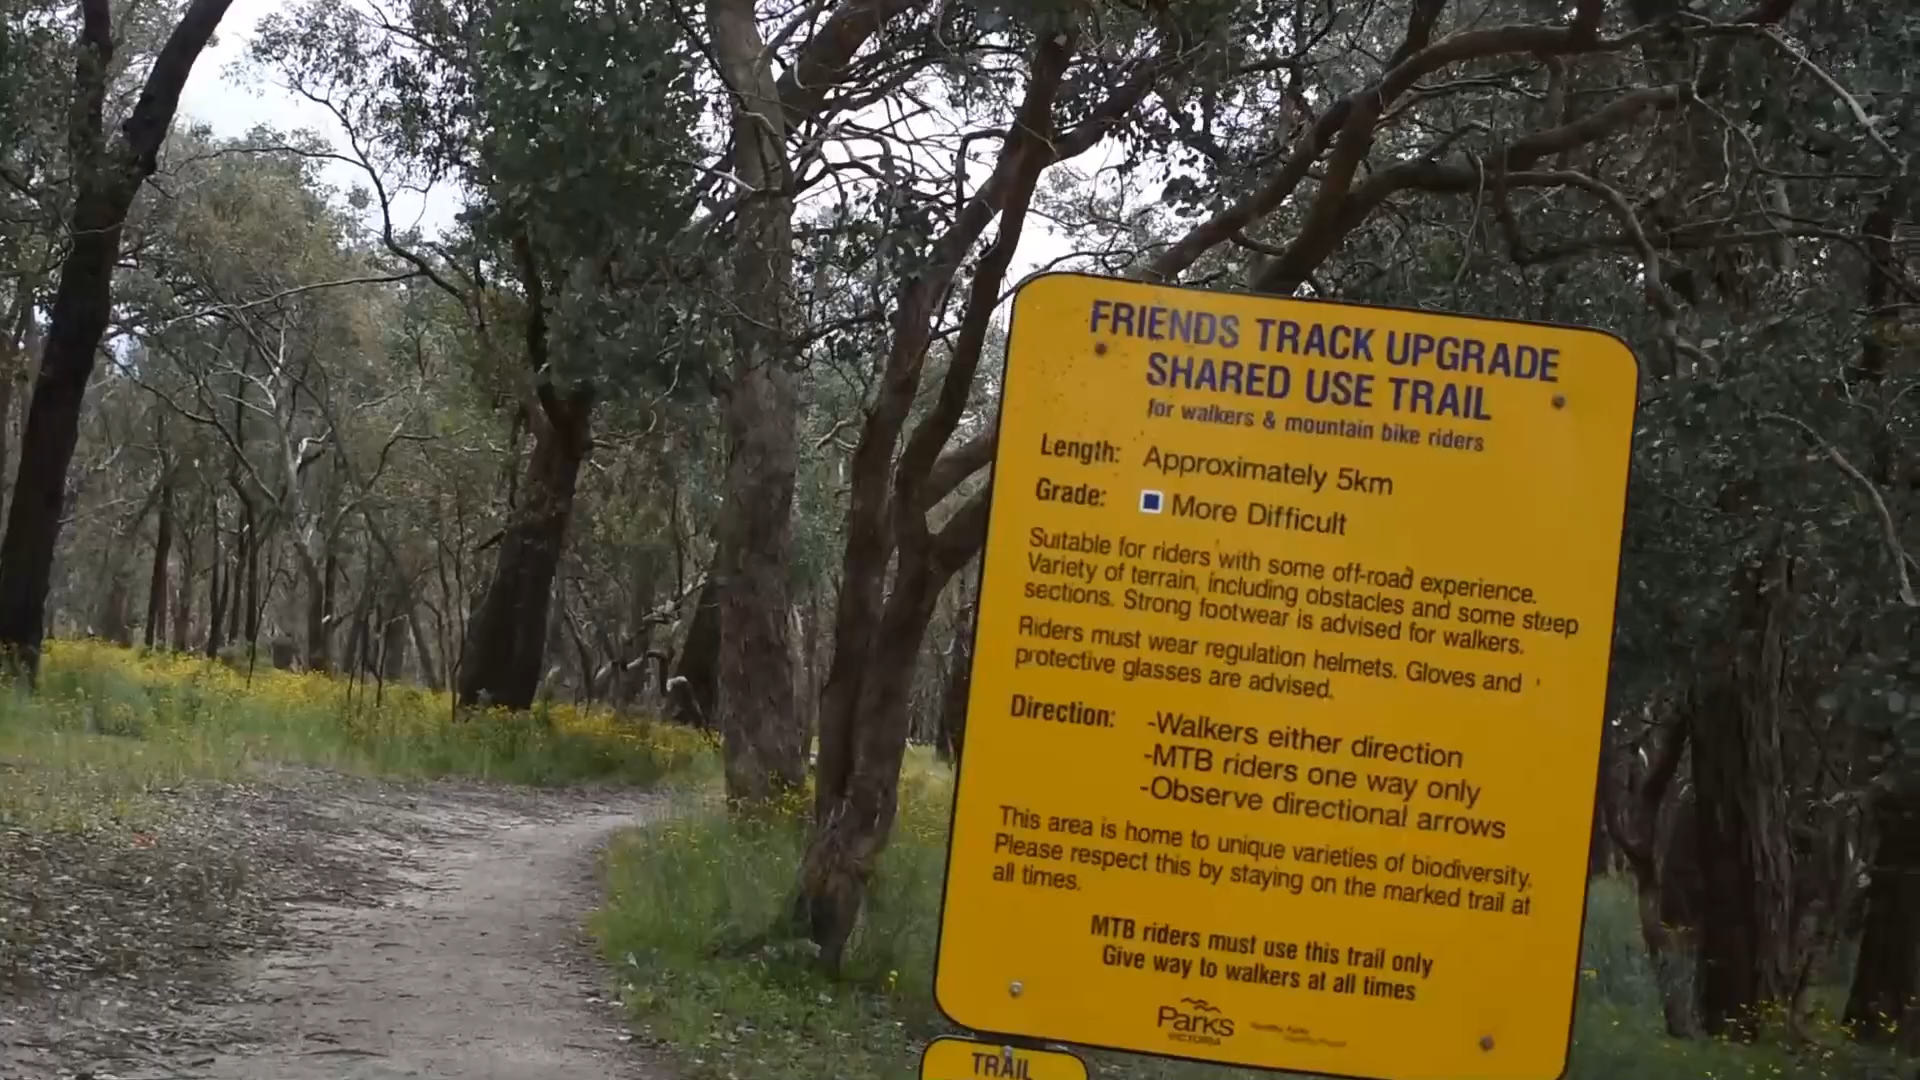 FRIENDS TRACK UPGRADE
SHARED USE TRAIL
for walkers & mountain bike riders
Length: Approximately 5km
Grade: More Difficult
Suitable for riders with some off-road experience.
Variety of terrain, including obstacles and some steep
sections. Strong footwear is advised for walkers.
Riders must wear regulation helmets. Gloves and
protective glasses are advised.
Direction: -Walkers either direction
-MTB riders one way only
-Observe directional arrows
This area is home to unique varieties of biodiversity.
Please respect this by staying on the marked trail at
all times.
MTB riders must use this trail only
Give way to walkers at all times
Parks
VICTORIA
TRAIL